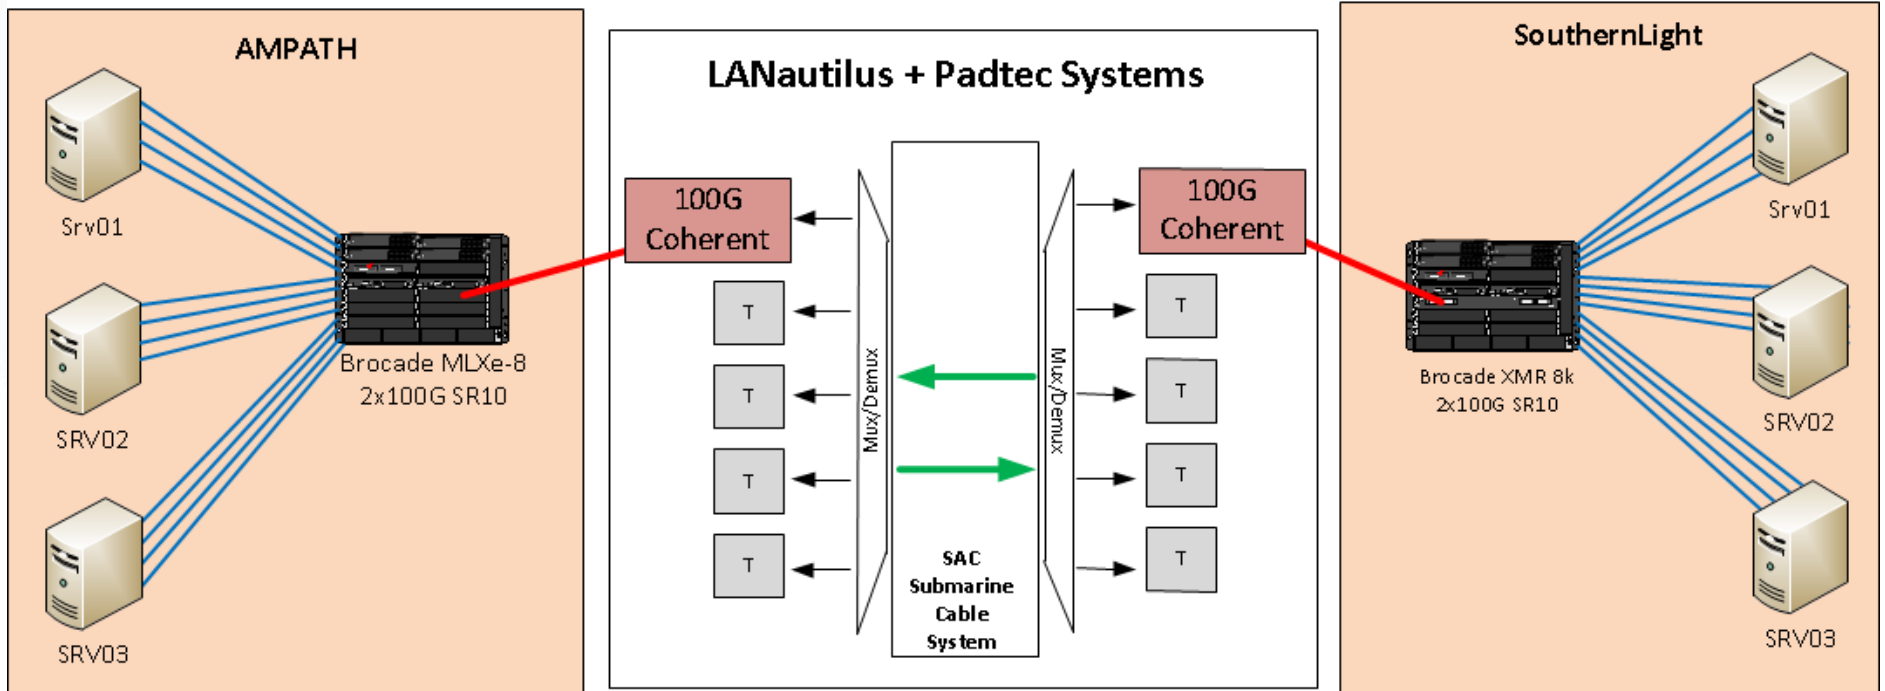 AMPATH
Srv01
SRV02
SRV03
Brocade MLXe-8
2x100G SR10
LANautilus + Padtec Systems
100G
Coherent
T
T
T
T
Mux/Demux
SAC
Submarine
Cable
System
Mux/Demux
100G
Coherent
T
T
T
T
SouthernLight
Brocade XMR 8k
2x100G SR10
Srv01
SRV02
SRV03